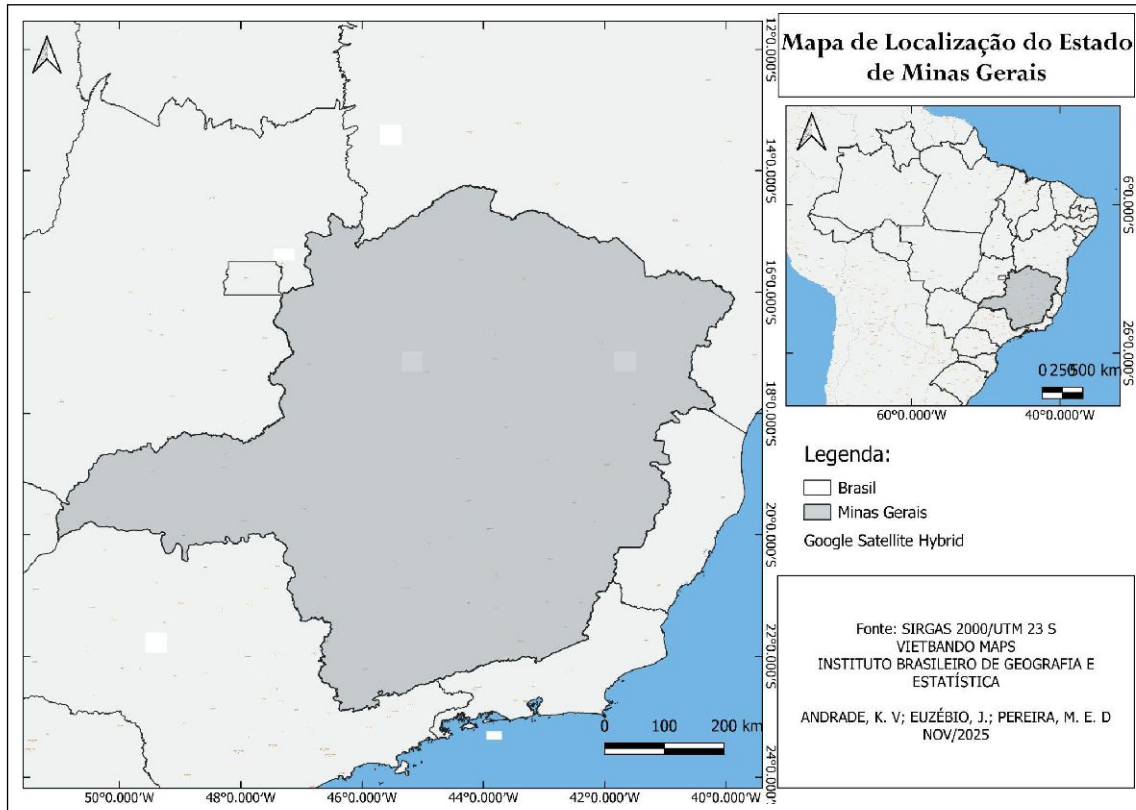 Mapa de Localização do Estado
de Minas Gerais
12°0.000'S
14°0.000'S
16°0.000'S
18°0.000'S
20°0.000'S
22°0.000'S
24°0.000'S
0 100 200 km
50°0.000'W 48°0.000'W 46°0.000'W 44°0.000'W 42°0.000'W 40°0.000'W
6°0.000'S
26°0.000'S
0 250 500 km
60°0.000'W 40°0.000'W
Legenda:
Brasil
Minas Gerais
Google Satellite Hybrid
Fonte: SIRGAS 2000/UTM 23 S
VIETBANDO MAPS
INSTITUTO BRASILEIRO DE GEOGRAFIA E
ESTATÍSTICA
ANDRADE, K. V; EUZÉBIO, J.; PEREIRA, M. E. D
NOV/2025